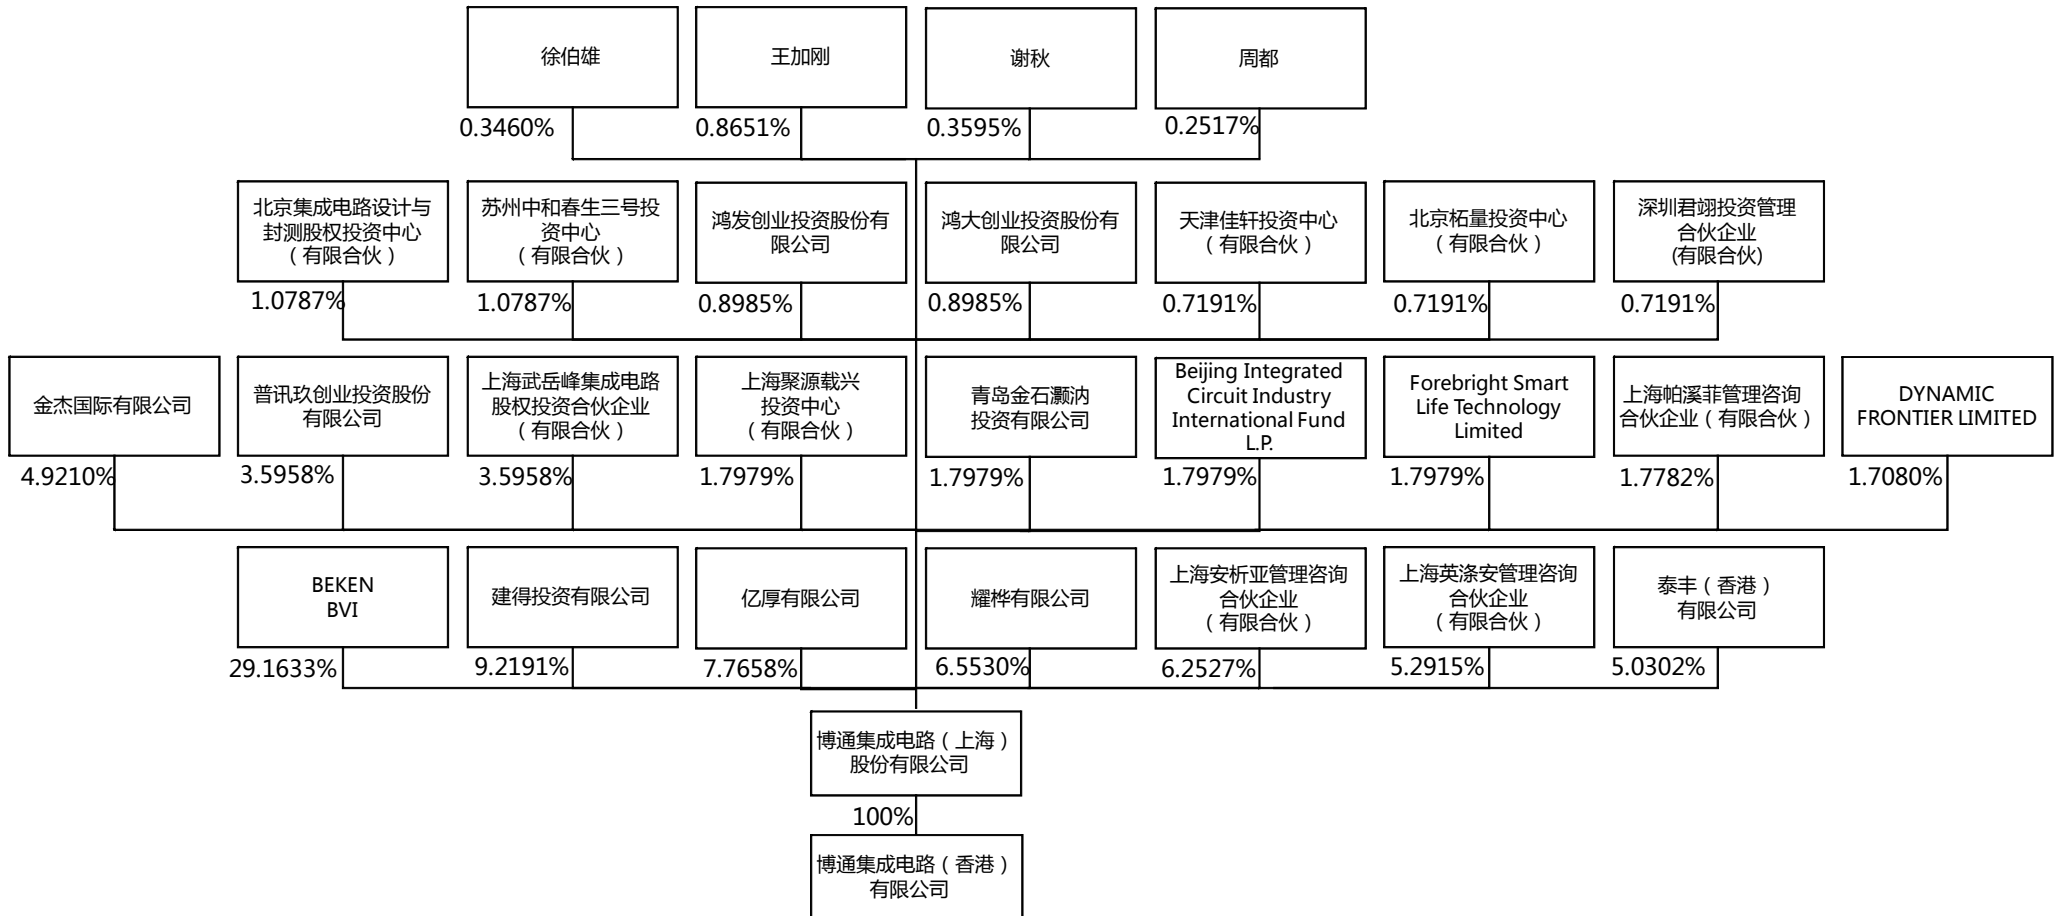 徐伯雄
王加刚
谢秋
周都
0.3460%
0.8651%
0.3595%
0.2517%
北京集成电路设计与
封测股权投资中心
（有限合伙）
苏州中和春生三号投
资中心
（有限合伙）
鸿发创业投资股份有
限公司
鸿大创业投资股份有
限公司
天津佳轩投资中心
（有限合伙）
北京柘量投资中心
（有限合伙）
深圳君翊投资管理
合伙企业
(有限合伙)
1.0787%
1.0787%
0.8985%
0.8985%
0.7191%
0.7191%
0.7191%
金杰国际有限公司
普讯玖创业投资股份
有限公司
上海武岳峰集成电路
股权投资合伙企业
（有限合伙）
上海聚源载兴
投资中心
（有限合伙）
青岛金石灏汭
投资有限公司
Beijing Integrated
Circuit Industry
International Fund
L.P.
Forebright Smart
Life Technology
Limited
上海帕溪菲管理咨询
合伙企业（有限合伙）
DYNAMIC
FRONTIER LIMITED
4.9210%
3.5958%
3.5958%
1.7979%
1.7979%
1.7979%
1.7979%
1.7782%
1.7080%
BEKEN
BVI
建得投资有限公司
亿厚有限公司
耀桦有限公司
上海安析亚管理咨询
合伙企业
（有限合伙）
上海英涤安管理咨询
合伙企业
（有限合伙）
泰丰（香港）
有限公司
29.1633%
9.2191%
7.7658%
6.5530%
6.2527%
5.2915%
5.0302%
博通集成电路（上海）
股份有限公司
100%
博通集成电路（香港）
有限公司